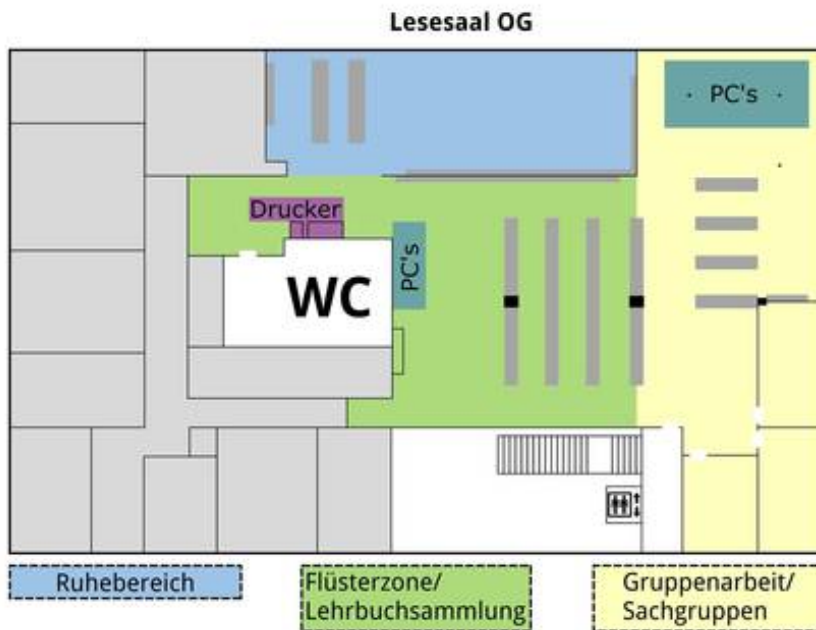 Lesesaal OG
PC's
Drucker
PC's
WC
Ruhebereich
Flüsterzone/
Lehrbuchsammlung
Gruppenarbeit/
Sachgruppen